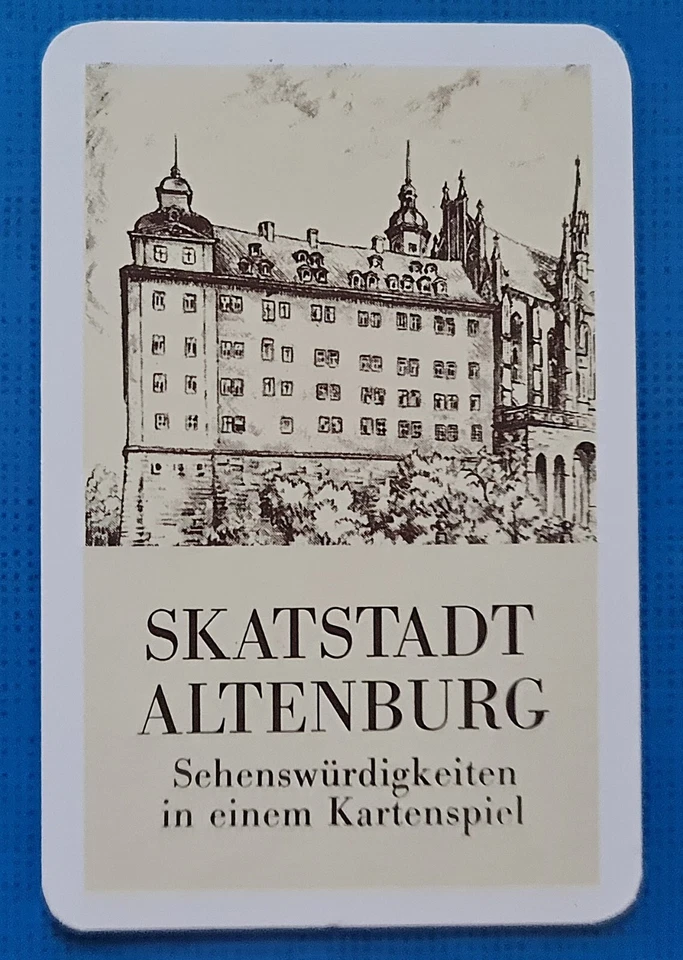 SKATSTADT
ALTENBURG
Sehenswürdigkeiten
in einem Kartenspiel